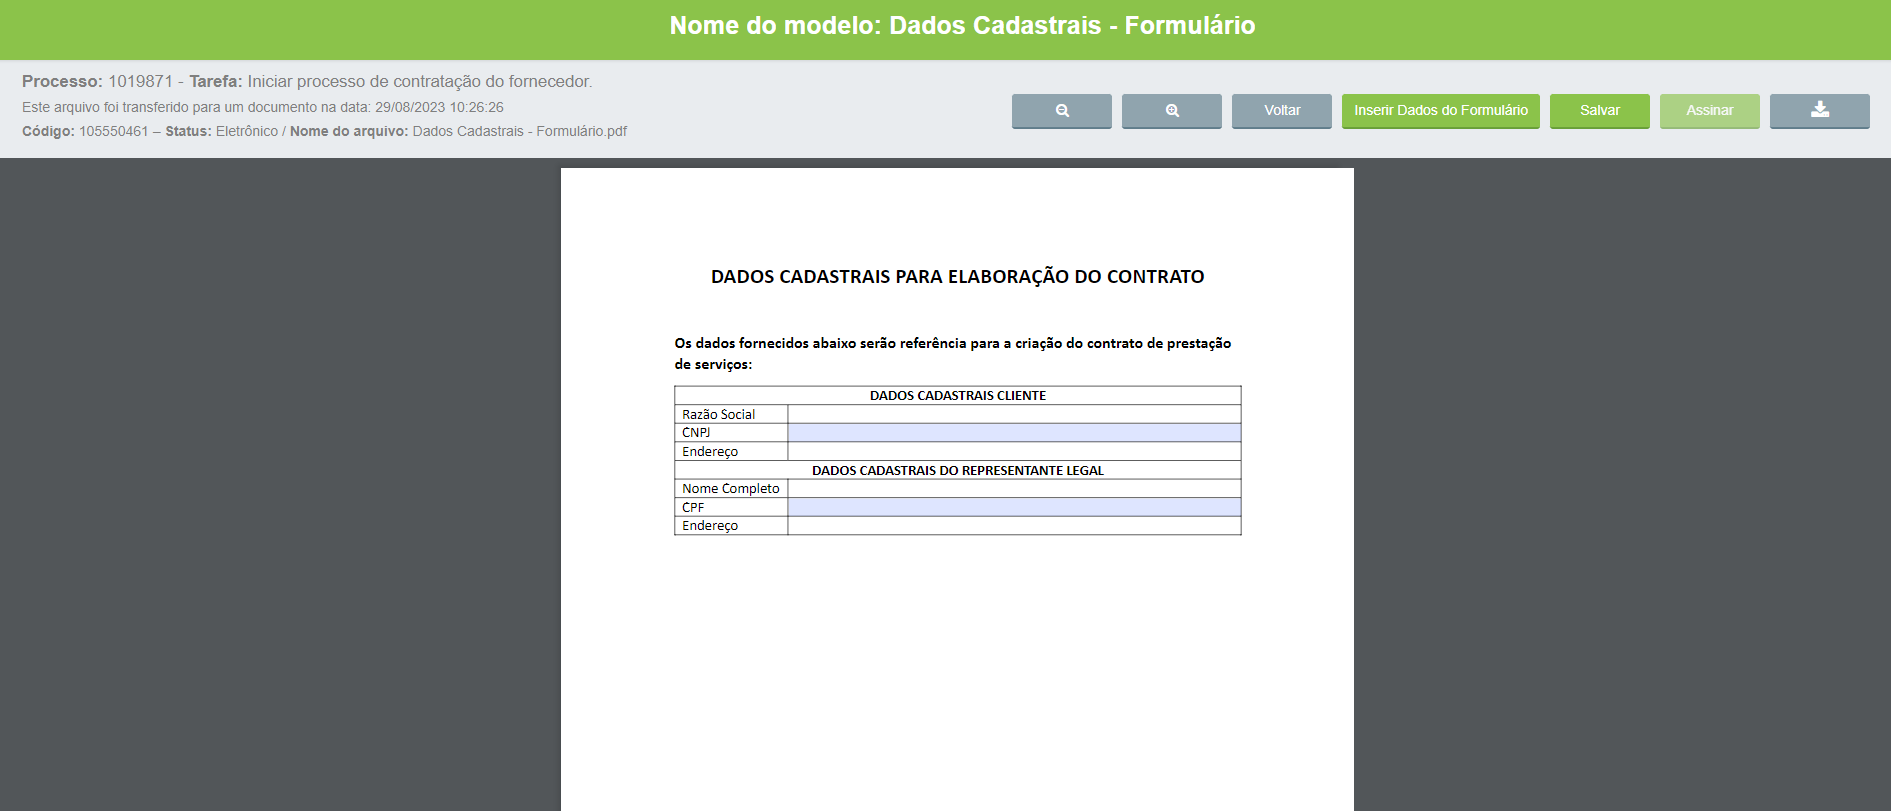 Nome do modelo: Dados Cadastrais - Formulário
Processo: 1019871 - Tarefa: Iniciar processo de contratação do fornecedor.
Este arquivo foi transferido para um documento na data: 29/08/2023 10:26:26
Código: 105550461 – Status: Eletrônico / Nome do arquivo: Dados Cadastrais - Formulário.pdf
Voltar
Inserir Dados do Formulário
Salvar
Assinar
DADOS CADASTRAIS PARA ELABORAÇÃO DO CONTRATO
Os dados fornecidos abaixo serão referência para a criação do contrato de prestação
de serviços:
DADOS CADASTRAIS CLIENTE
Razão Social
CNPJ
Endereço
DADOS CADASTRAIS DO REPRESENTANTE LEGAL
Nome Completo
CPF
Endereço